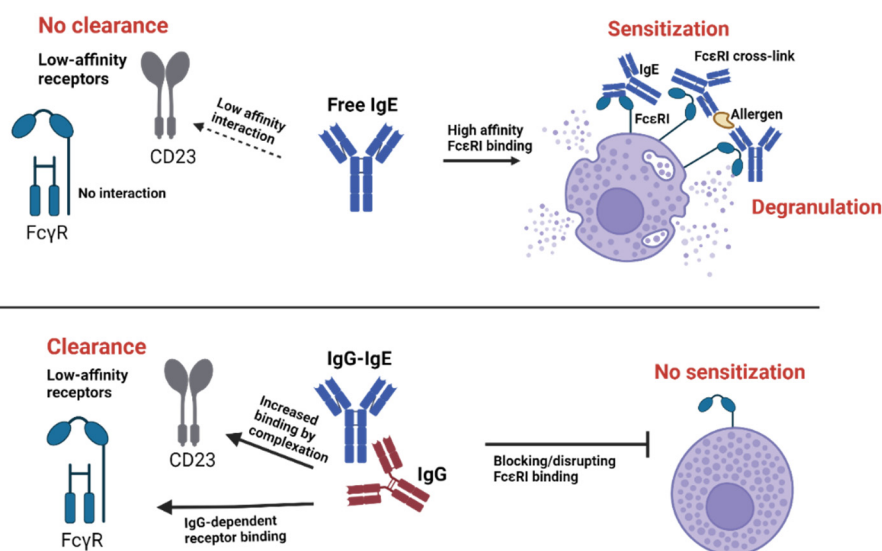 No clearance
Low-affinity
receptors
CD23
FcγR
No interaction
Low affinity
interaction
Free IgE
High affinity
FcεRI binding
Sensitization
IgE
FcεRI cross-link
FcεRI
Allergen
Degranulation
Clearance
Low-affinity
receptors
CD23
FcγR
Increased
binding by
complexation
IgG-dependent
receptor binding
IgG-IgE
IgG
Blocking/disrupting
FcεRI binding
No sensitization